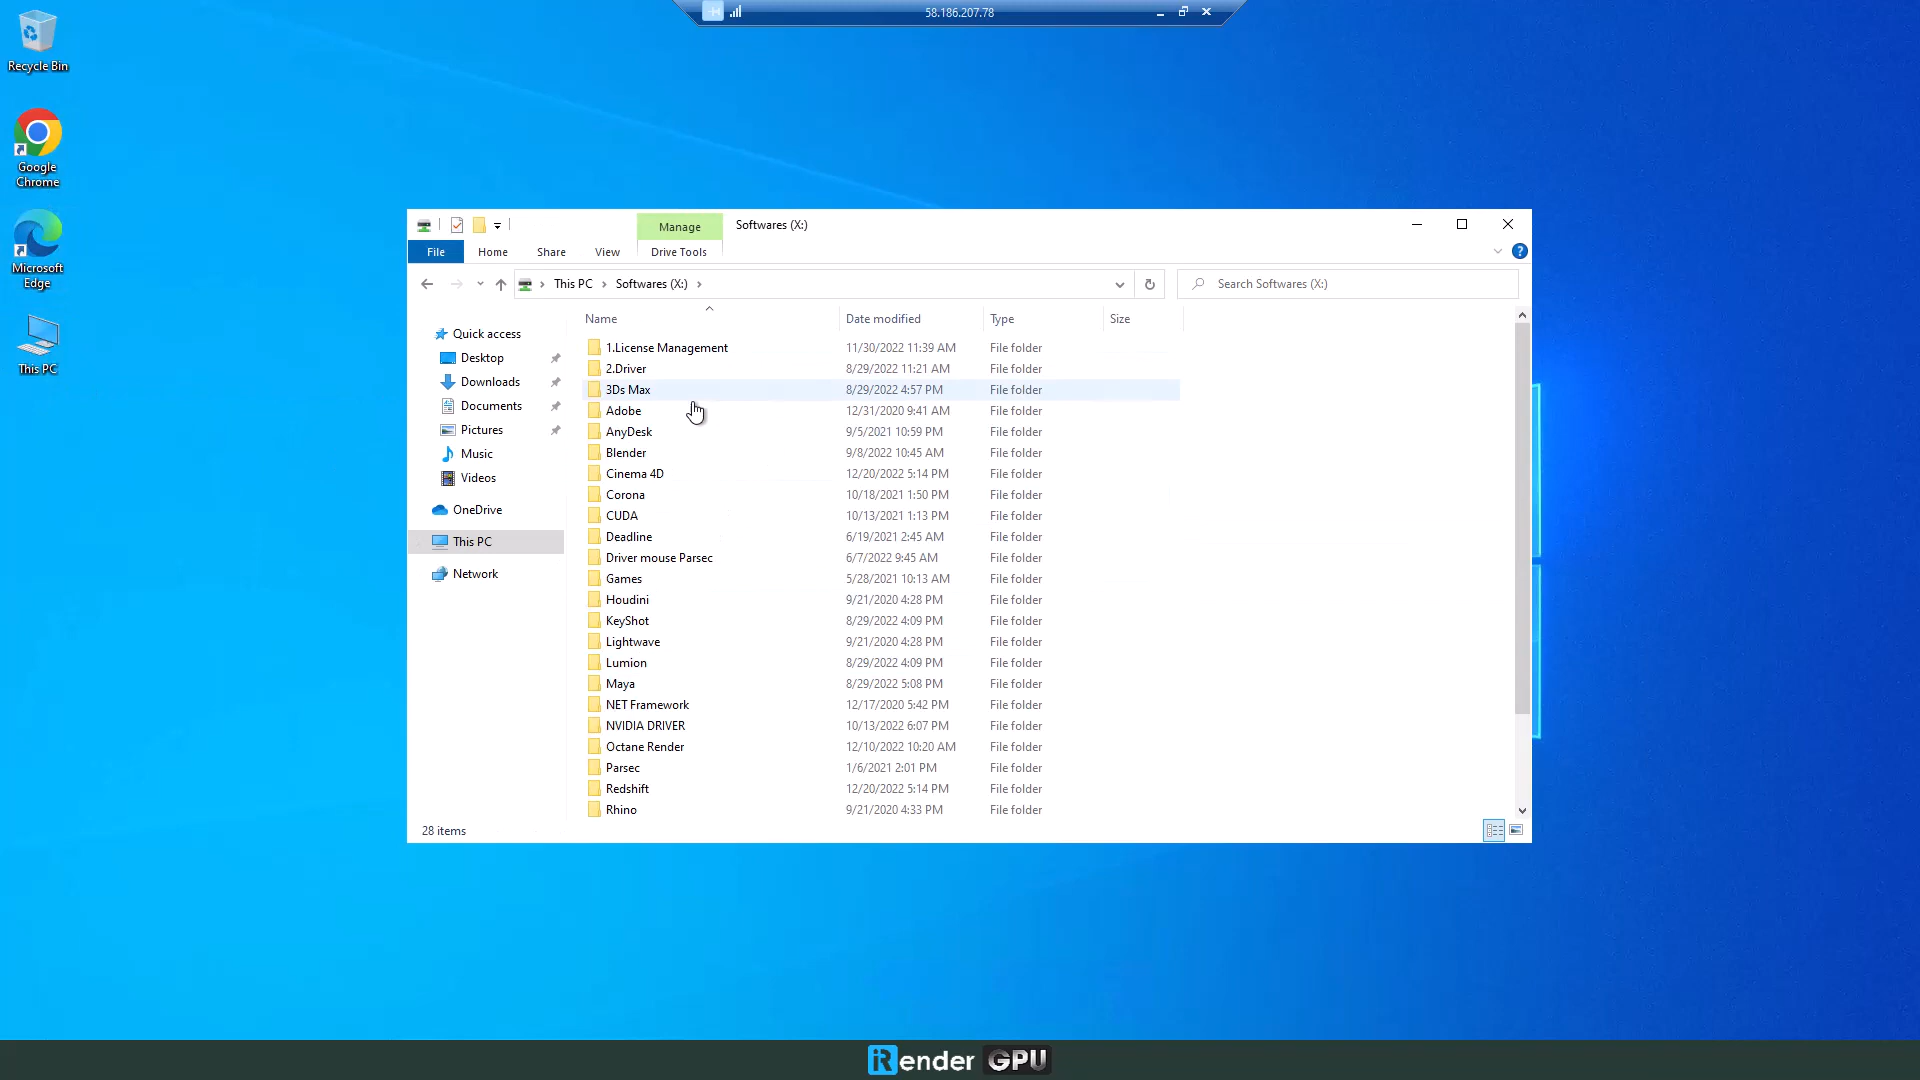 58.186.207.78
Recycle Bin
Google
Chrome
Microsoft
Edge
This PC
Manage
Softwares (X:)
File
Home
Share
View
Drive Tools
This PC
Softwares (X:)
Search Softwares (X:)
Name
Date modified
Type
Size
Quick access
Desktop
Downloads
Documents
Pictures
Music
Videos
OneDrive
This PC
Network
1.License Management 11/30/2022 11:39 AM File folder
2.Driver 8/29/2022 11:21 AM File folder
3Ds Max 8/29/2022 4:57 PM File folder
Adobe 12/31/2020 9:41 AM File folder
AnyDesk 9/5/2021 10:59 PM File folder
Blender 9/8/2022 10:45 AM File folder
Cinema 4D 12/20/2022 5:14 PM File folder
Corona 10/18/2021 1:50 PM File folder
CUDA 10/13/2021 1:13 PM File folder
Deadline 6/19/2021 2:45 AM File folder
Driver mouse Parsec 6/7/2022 9:45 AM File folder
Games 5/28/2021 10:13 AM File folder
Houdini 9/21/2020 4:28 PM File folder
KeyShot 8/29/2022 4:09 PM File folder
Lightwave 9/21/2020 4:28 PM File folder
Lumion 8/29/2022 4:09 PM File folder
Maya 8/29/2022 5:08 PM File folder
NET Framework 12/17/2020 5:42 PM File folder
NVIDIA DRIVER 10/13/2022 6:07 PM File folder
Octane Render 12/10/2022 10:20 AM File folder
Parsec 1/6/2021 2:01 PM File folder
Redshift 12/20/2022 5:14 PM File folder
Rhino 9/21/2020 4:33 PM File folder
28 items
iRender GPU